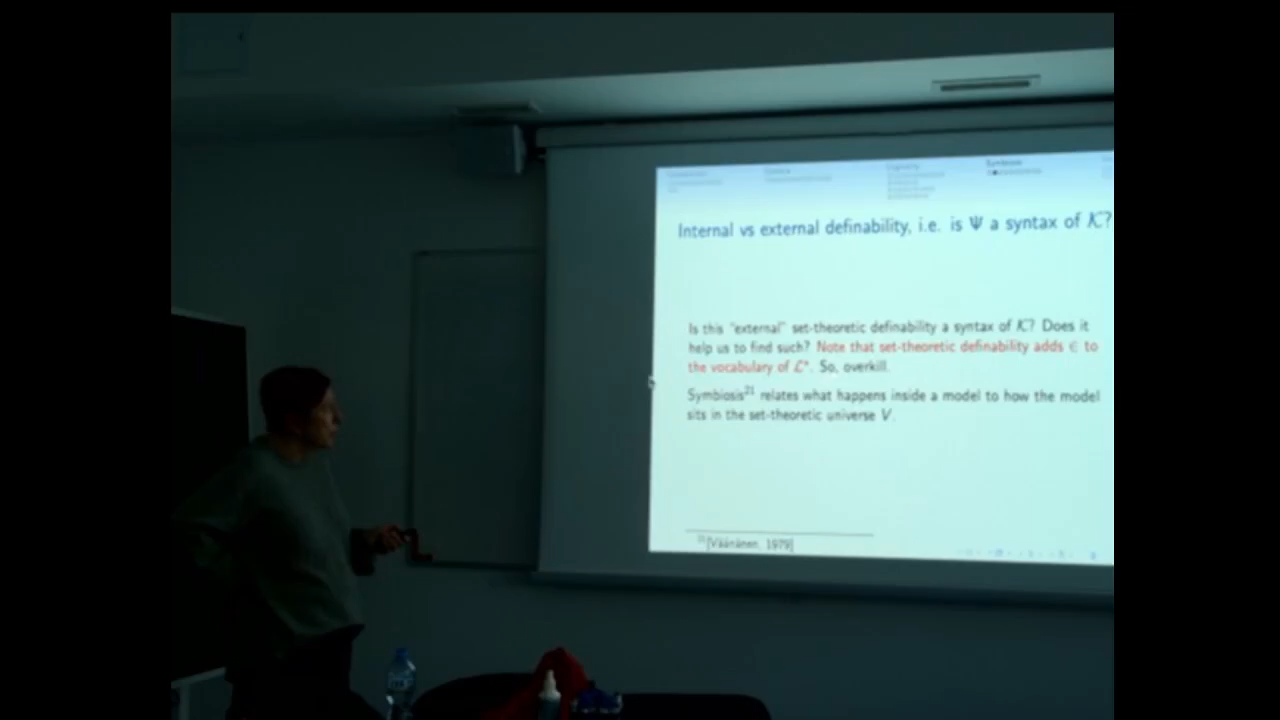 Symbiosis
Internal vs external definability, i.e. is Ψ a syntax of K?
Is this "external" set-theoretic definability a syntax of K? Does it
help us to find such? Note that set-theoretic definability adds ∈ to
the vocabulary of L*. So, overkill.
Symbiosis21 relates what happens inside a model to how the model
sits in the set-theoretic universe V.
21[Väänänen, 1979]